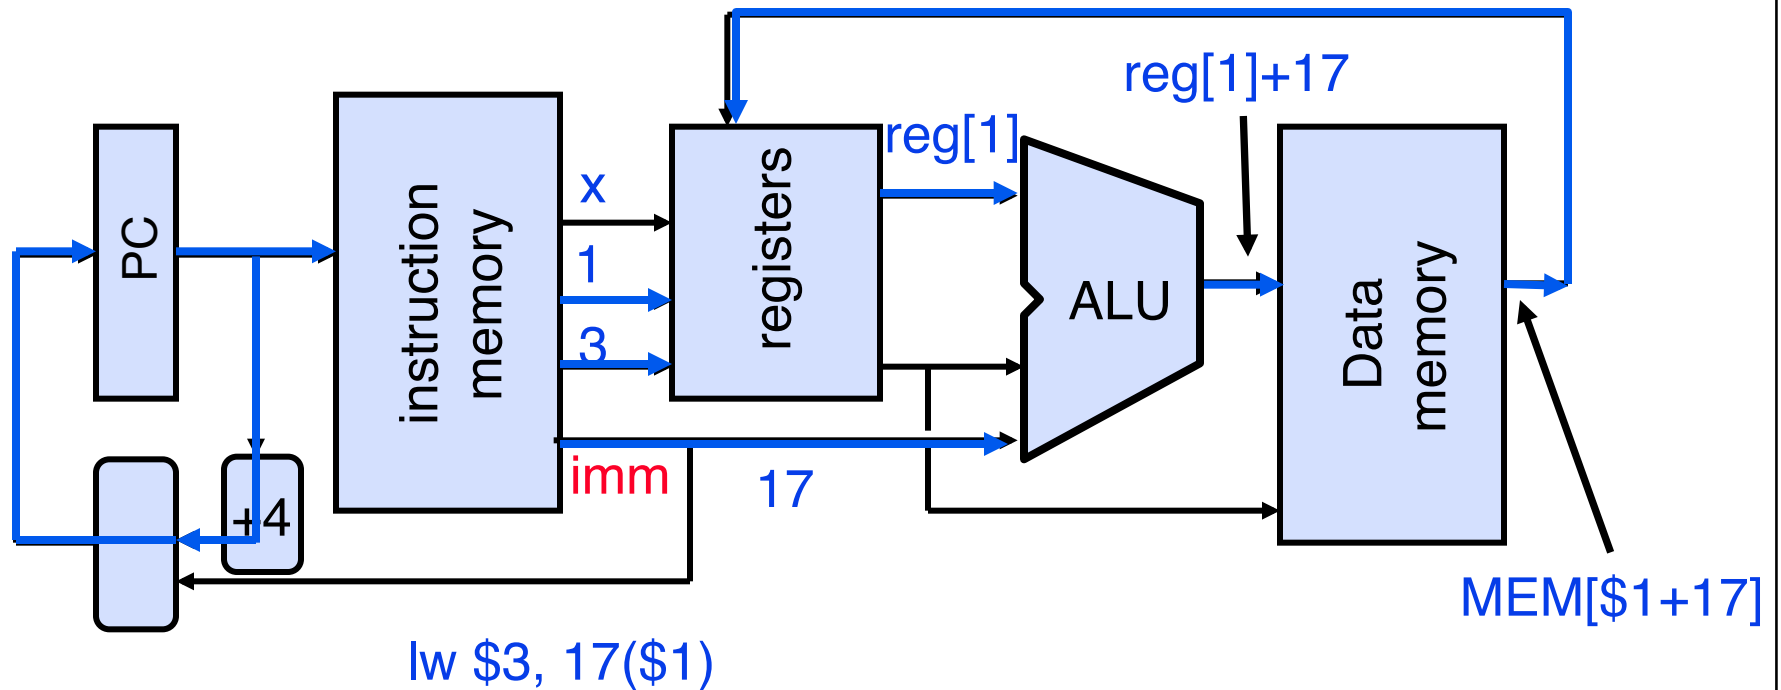 reg[1]+17
reg[1]
x
1
3
PC
instruction
memory
registers
ALU
Data
memory
+4
imm
17
MEM[$1+17]
lw $3, 17($1)